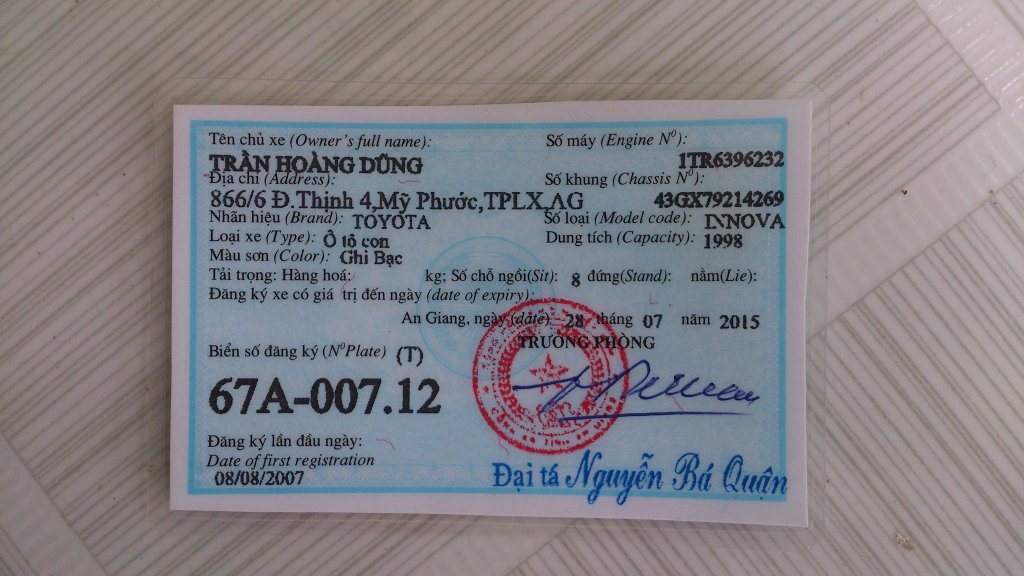 Tên chủ xe (Owner's full name): Số máy (Engine N⁰):
TRẦN HOÀNG DŨNG 1TR6396232
Địa chỉ (Address): Số khung (Chassis N⁰):
866/6 Đ.Thịnh 4,Mỹ Phước,TPLX,AG 43GX79214269
Nhãn hiệu (Brand): TOYOTA Số loại (Model code): INNOVA
Loại xe (Type): Ô tô con Dung tích (Capacity): 1998
Màu sơn (Color): Ghi Bạc
Tải trọng: Hàng hoá: kg; Số chỗ ngồi(Sit): 8 đứng(Stand): nằm(Lie):
Đăng ký xe có giá trị đến ngày (date of expiry):
An Giang, ngày (date) 28 tháng 07 năm 2015
TRƯỞNG PHÒNG
Biển số đăng ký (N⁰Plate) (T)
67A-007.12
Đăng ký lần đầu ngày:
Date of first registration
08/08/2007
Đại tá Nguyễn Bá Quận